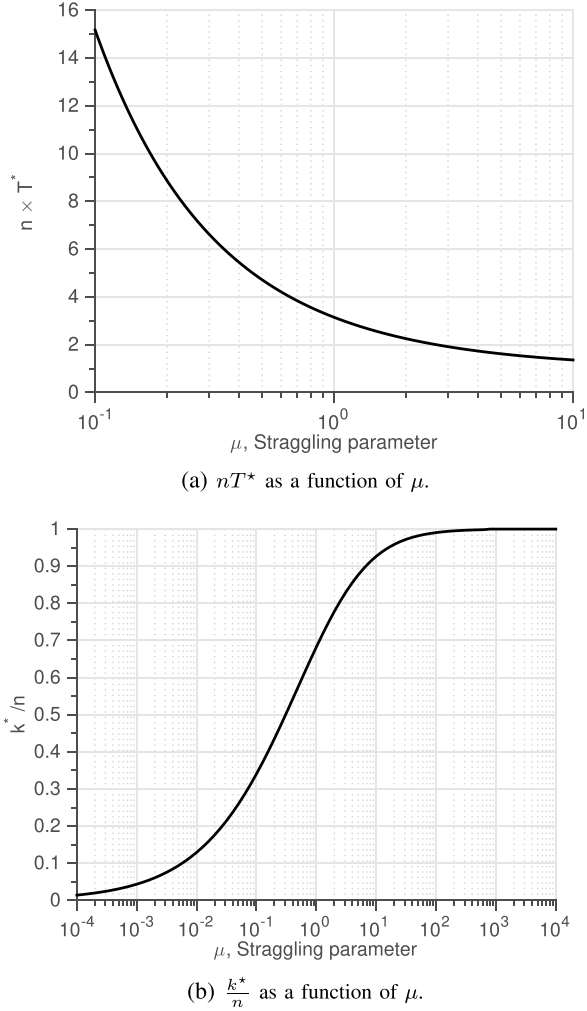 16
14
12
10
8
6
4
2
0
n × T*
10⁻¹ 10⁰ 10¹
μ, Straggling parameter
(a) nT⋆ as a function of μ.
1
0.9
0.8
0.7
0.6
0.5
0.4
0.3
0.2
0.1
0
k* /n
10⁻⁴ 10⁻³ 10⁻² 10⁻¹ 10⁰ 10¹ 10² 10³ 10⁴
μ, Straggling parameter
(b) k⋆/n as a function of μ.